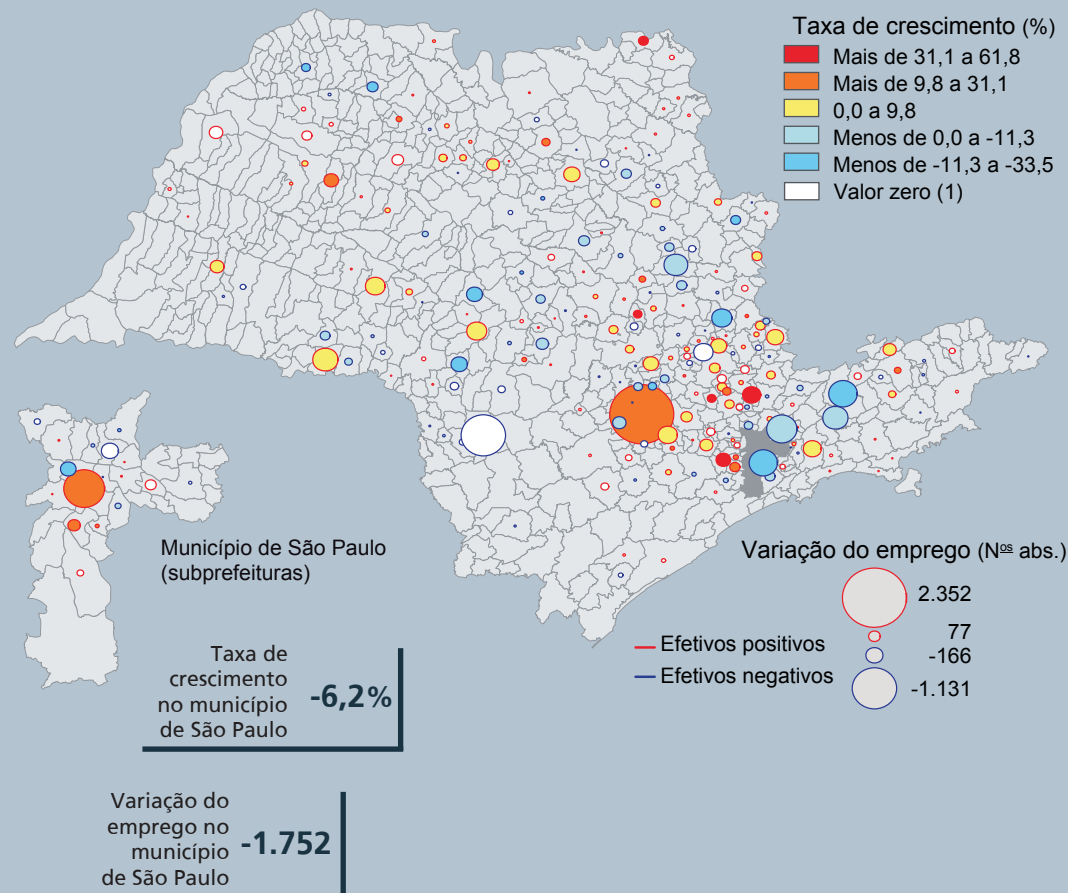 Taxa de crescimento (%)
Mais de 31,1 a 61,8
Mais de 9,8 a 31,1
0,0 a 9,8
Menos de 0,0 a -11,3
Menos de -11,3 a -33,5
Valor zero (1)
Município de São Paulo
(subprefeituras)
Variação do emprego (Nos abs.)
2.352
77
-166
-1.131
Efetivos positivos
Efetivos negativos
Taxa de
crescimento
no município
de São Paulo
-6,2%
Variação do
emprego no
município
de São Paulo
-1.752